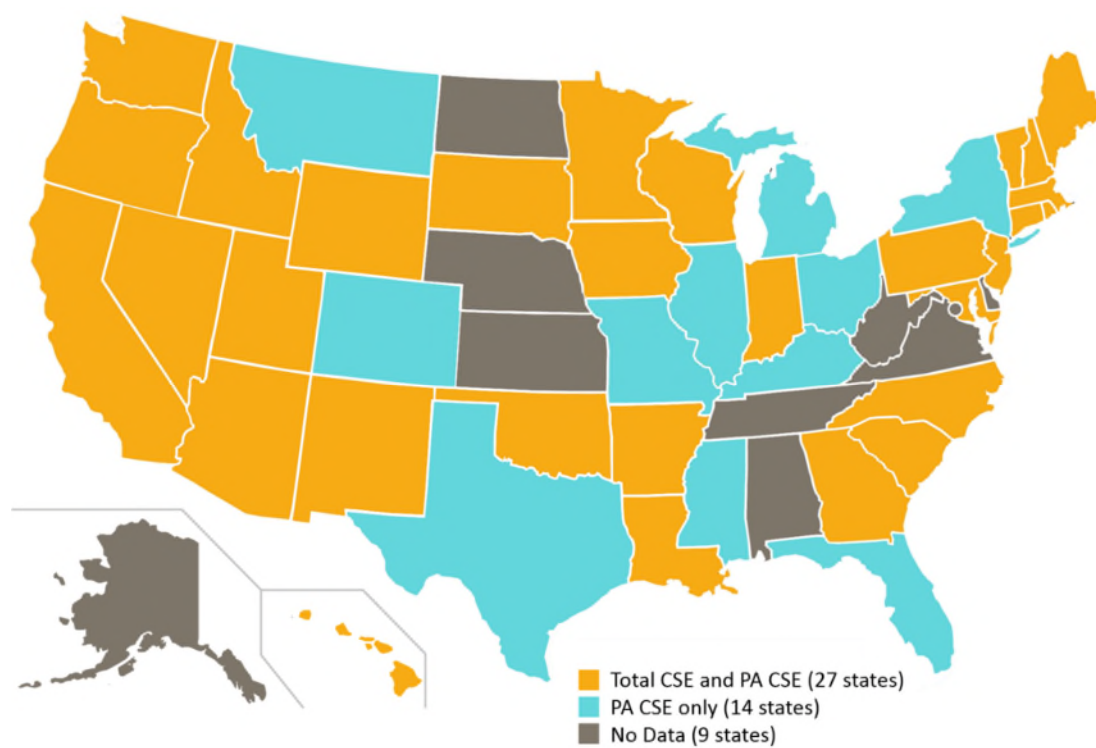 Total CSE and PA CSE (27 states)
PA CSE only (14 states)
No Data (9 states)